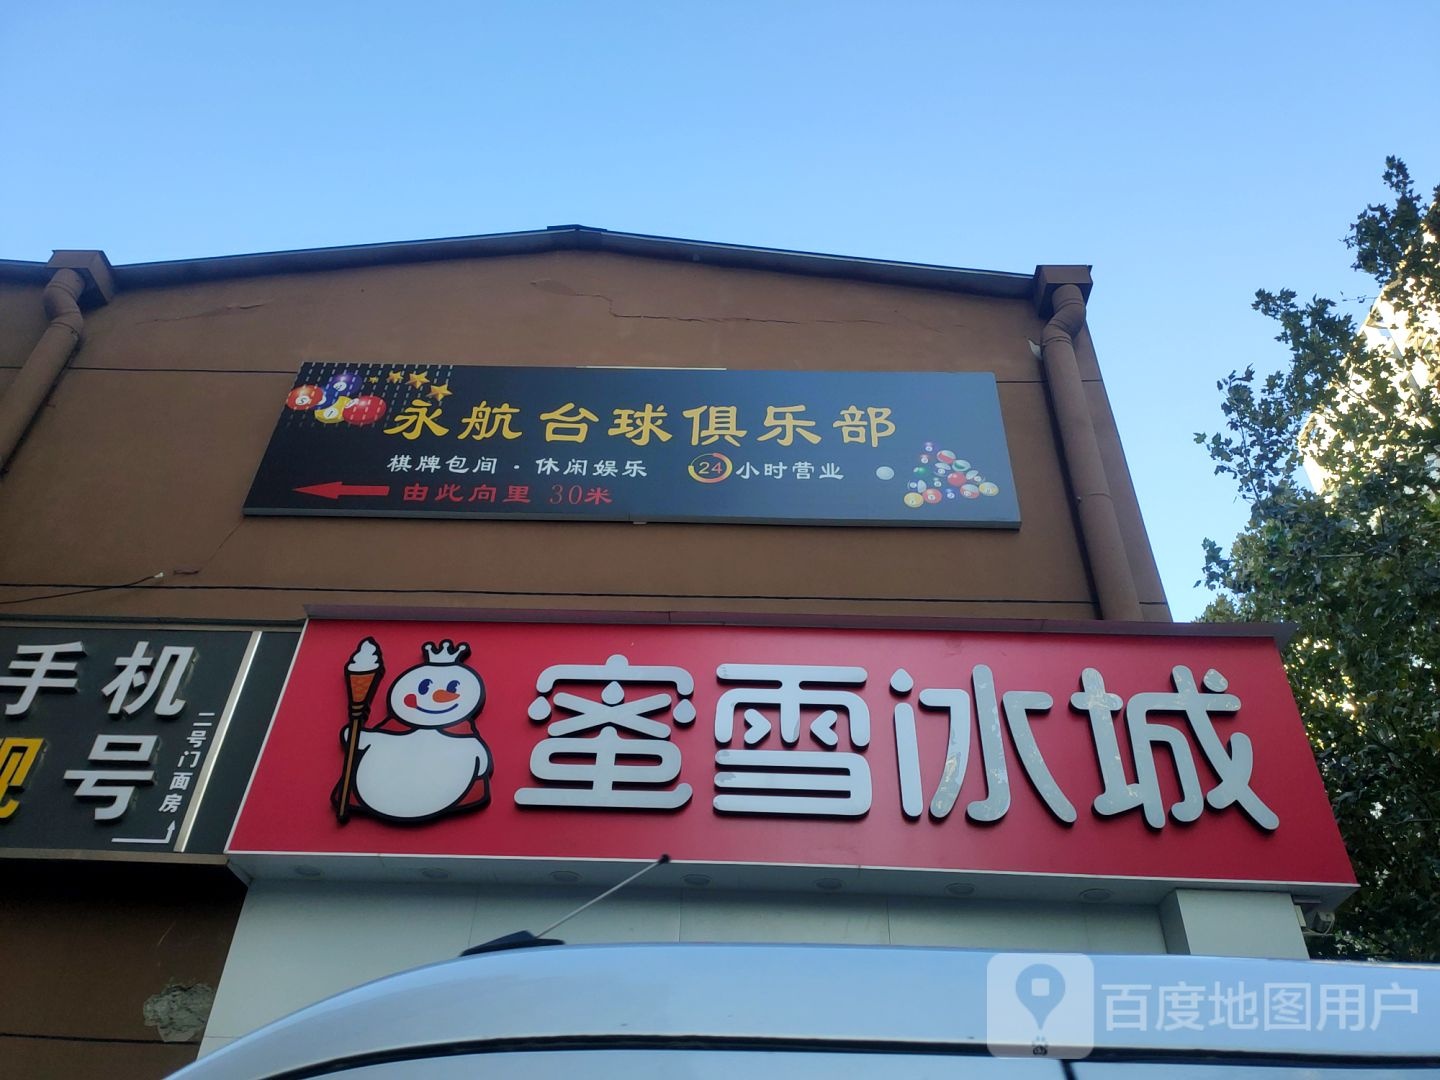 永航台球俱乐部
棋牌包间·休闲娱乐 24小时营业
由此向里 30米
手机
靓号
二号门面房
蜜雪冰城
百度地图用户